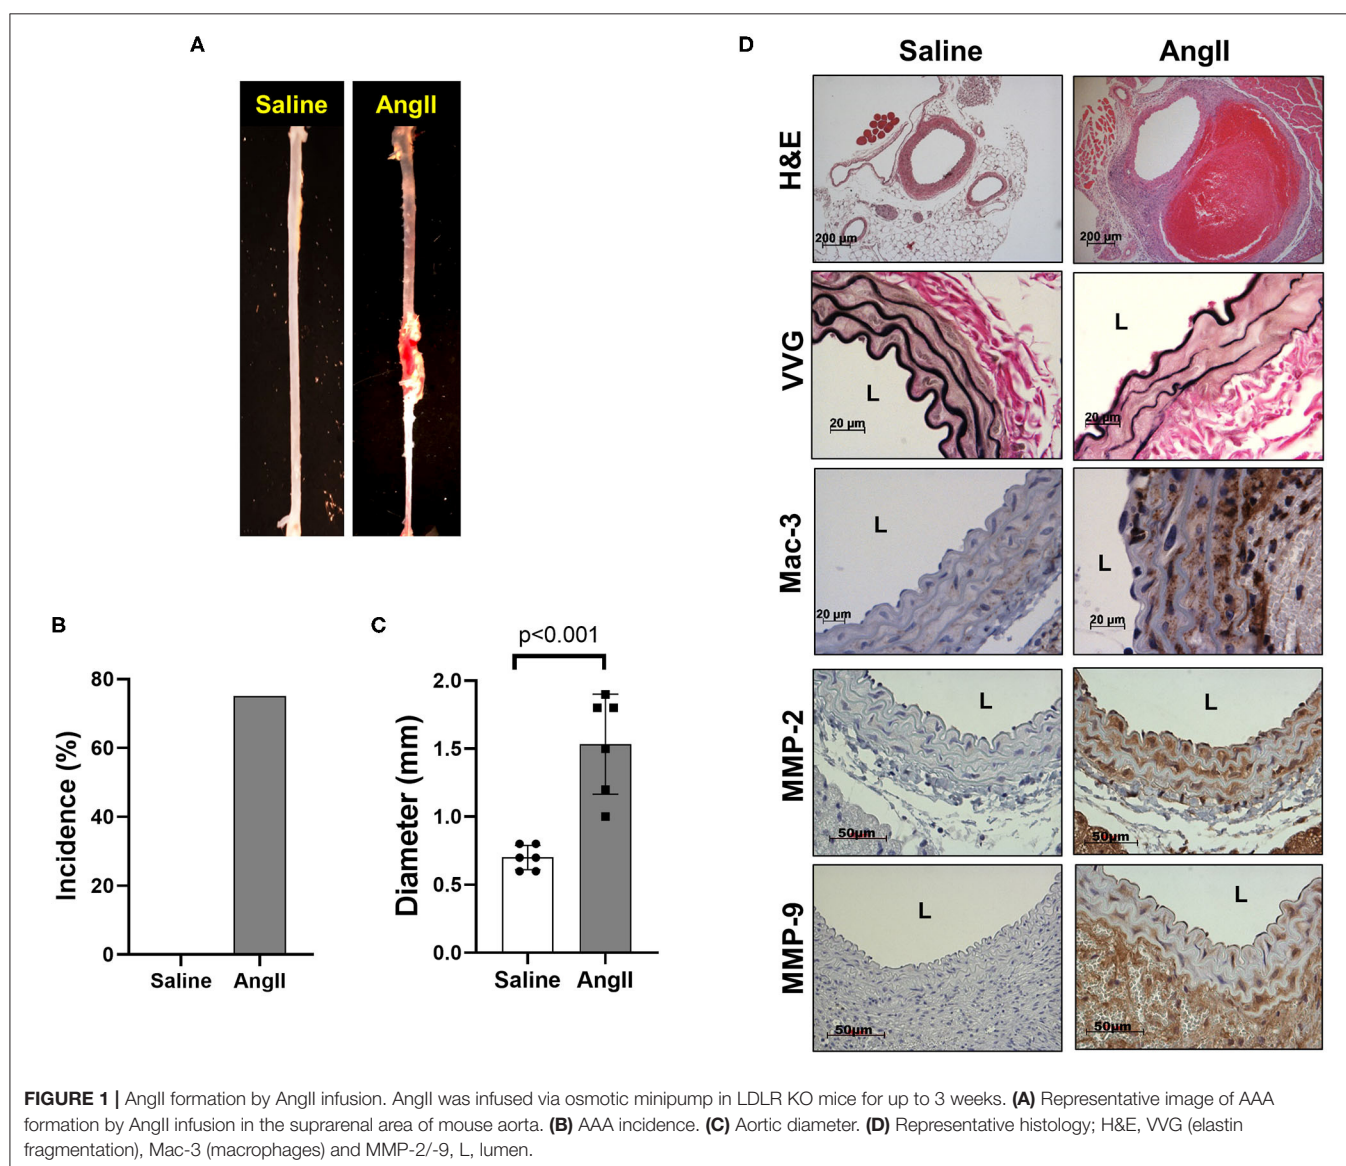 A
Saline
AngII
B
80
60
40
20
0
Incidence (%)
Saline
AngII
C
p<0.001
2.0
1.5
1.0
0.5
0.0
Diameter (mm)
Saline
AngII
D
Saline
AngII
H&E
200 µm
200 µm
VVG
L
20 µm
L
20 µm
Mac-3
L
20 µm
L
20 µm
MMP-2
L
50µm
L
50µm
MMP-9
L
50µm
L
50µm
FIGURE 1 | AngII formation by AngII infusion. AngII was infused via osmotic minipump in LDLR KO mice for up to 3 weeks. (A) Representative image of AAA
formation by AngII infusion in the suprarenal area of mouse aorta. (B) AAA incidence. (C) Aortic diameter. (D) Representative histology; H&E, VVG (elastin
fragmentation), Mac-3 (macrophages) and MMP-2/-9, L, lumen.